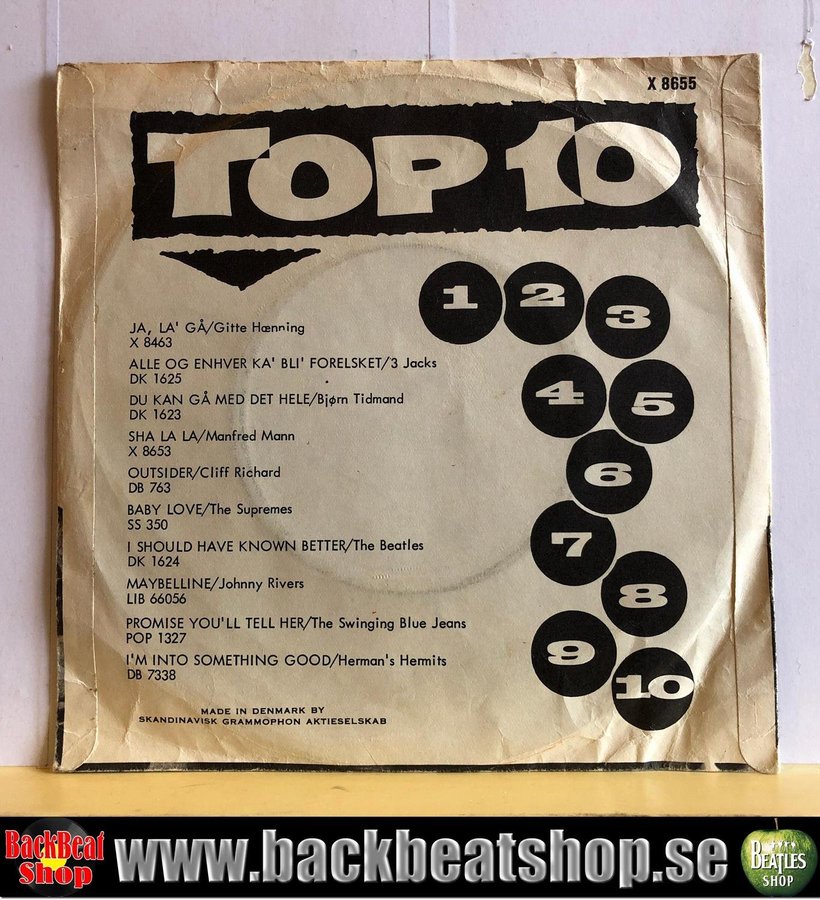 X 8655
TOP 10
1 2 3
4 5
6
7
8
9
10
JA, LA' GÅ/Gitte Hænning
X 8463
ALLE OG ENHVER KA' BLI' FORELSKET/3 Jacks
DK 1625
DU KAN GÅ MED DET HELE/Bjørn Tidmand
DK 1623
SHA LA LA/Manfred Mann
X 8653
OUTSIDER/Cliff Richard
DB 763
BABY LOVE/The Supremes
SS 350
I SHOULD HAVE KNOWN BETTER/The Beatles
DK 1624
MAYBELLINE/Johnny Rivers
LIB 66056
PROMISE YOU'LL TELL HER/The Swinging Blue Jeans
POP 1327
I'M INTO SOMETHING GOOD/Herman's Hermits
DB 7338
MADE IN DENMARK BY
SKANDINAVISK GRAMMOPHON AKTIESELSKAB
BackBeat
Shop
www.backbeatshop.se
BEATLES
SHOP